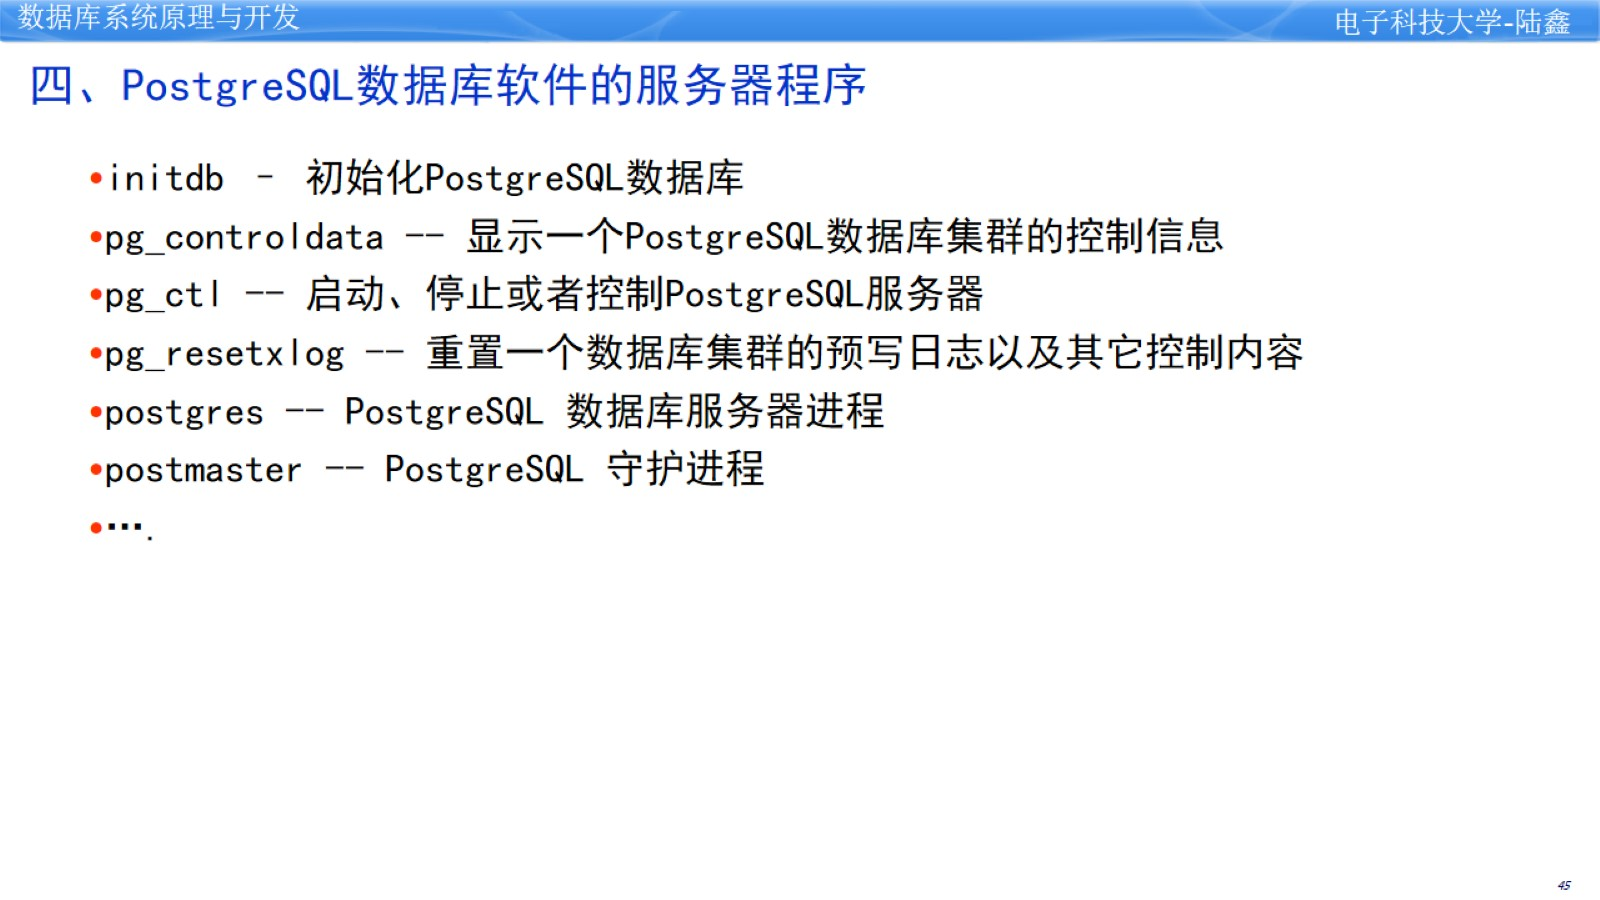 数据库系统原理与开发
电子科技大学-陆鑫
四、PostgreSQL数据库软件的服务器程序
•initdb – 初始化PostgreSQL数据库
•pg_controldata -- 显示一个PostgreSQL数据库集群的控制信息
•pg_ctl -- 启动、停止或者控制PostgreSQL服务器
•pg_resetxlog -- 重置一个数据库集群的预写日志以及其它控制内容
•postgres -- PostgreSQL 数据库服务器进程
•postmaster -- PostgreSQL 守护进程
•….
45